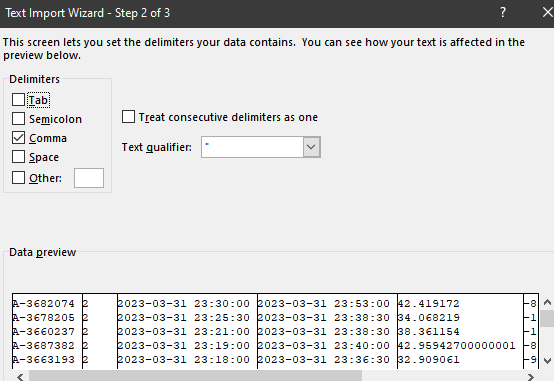 Text Import Wizard - Step 2 of 3 ? ×
This screen lets you set the delimiters your data contains. You can see how your text is affected in the
preview below.
Delimiters
Tab
Semicolon
Comma
Space
Other:
Treat consecutive delimiters as one
Text qualifier: "
Data preview
A-3682074 2 2023-03-31 23:30:00 2023-03-31 23:53:00 42.419172 -8
A-3678205 2 2023-03-31 23:25:30 2023-03-31 23:38:30 34.068219 -1
A-3660237 2 2023-03-31 23:21:00 2023-03-31 23:38:30 38.361154 -1
A-3687382 2 2023-03-31 23:19:00 2023-03-31 23:40:00 42.95942700000001 -8
A-3663193 2 2023-03-31 23:18:00 2023-03-31 23:36:30 32.909061 -9